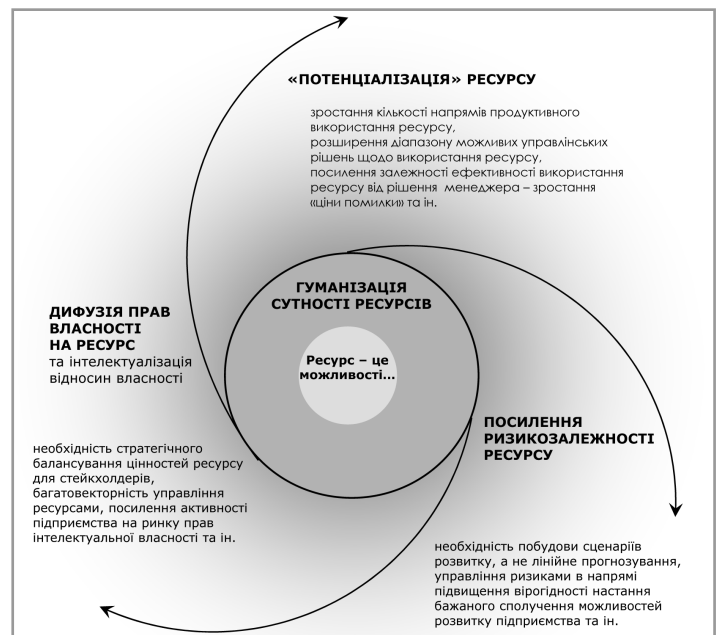 «ПОТЕНЦІАЛІЗАЦІЯ» РЕСУРСУ
зростання кількості напрямів продуктивного
використання ресурсу,
розширення діапазону можливих управлінських
рішень щодо використання ресурсу,
посилення залежності ефективності використання
ресурсу від рішення менеджера – зростання
«ціни помилки» та ін.
ГУМАНІЗАЦІЯ
СУТНОСТІ РЕСУРСІВ
Ресурс – це
можливості...
ДИФУЗІЯ ПРАВ
ВЛАСНОСТІ
НА РЕСУРС
та інтелектуалізація
відносин власності
необхідність стратегічного
балансування цінностей ресурсу
для стейкхолдерів,
багатовекторність управління
ресурсами, посилення активності
підприємства на ринку прав
інтелектуальної власності та ін.
ПОСИЛЕННЯ
РИЗИКОЗАЛЕЖНОСТІ
РЕСУРСУ
необхідність побудови сценаріїв
розвитку, а не лінійне прогнозування,
управління ризиками в напрямі
підвищення вірогідності настання
бажаного сполучення можливостей
розвитку підприємства та ін.